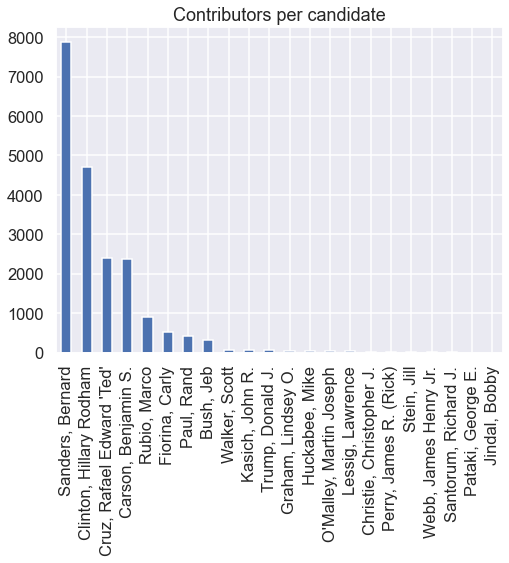 Contributors per candidate
8000
7000
6000
5000
4000
3000
2000
1000
0
Sanders, Bernard
Clinton, Hillary Rodham
Cruz, Rafael Edward 'Ted'
Carson, Benjamin S.
Rubio, Marco
Fiorina, Carly
Paul, Rand
Bush, Jeb
Walker, Scott
Kasich, John R.
Trump, Donald J.
Graham, Lindsey O.
Huckabee, Mike
O'Malley, Martin Joseph
Lessig, Lawrence
Christie, Christopher J.
Perry, James R. (Rick)
Stein, Jill
Webb, James Henry Jr.
Santorum, Richard J.
Pataki, George E.
Jindal, Bobby